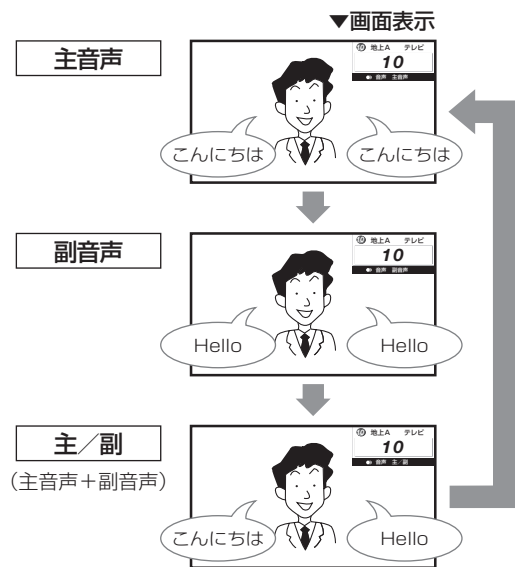 ▼画面表示
主音声
⑩ 地上A テレビ
10
音声 主音声
こんにちは
こんにちは
副音声
⑩ 地上A テレビ
10
音声 副音声
Hello
Hello
主／副
(主音声＋副音声)
⑩ 地上A テレビ
10
音声 主／副
こんにちは
Hello